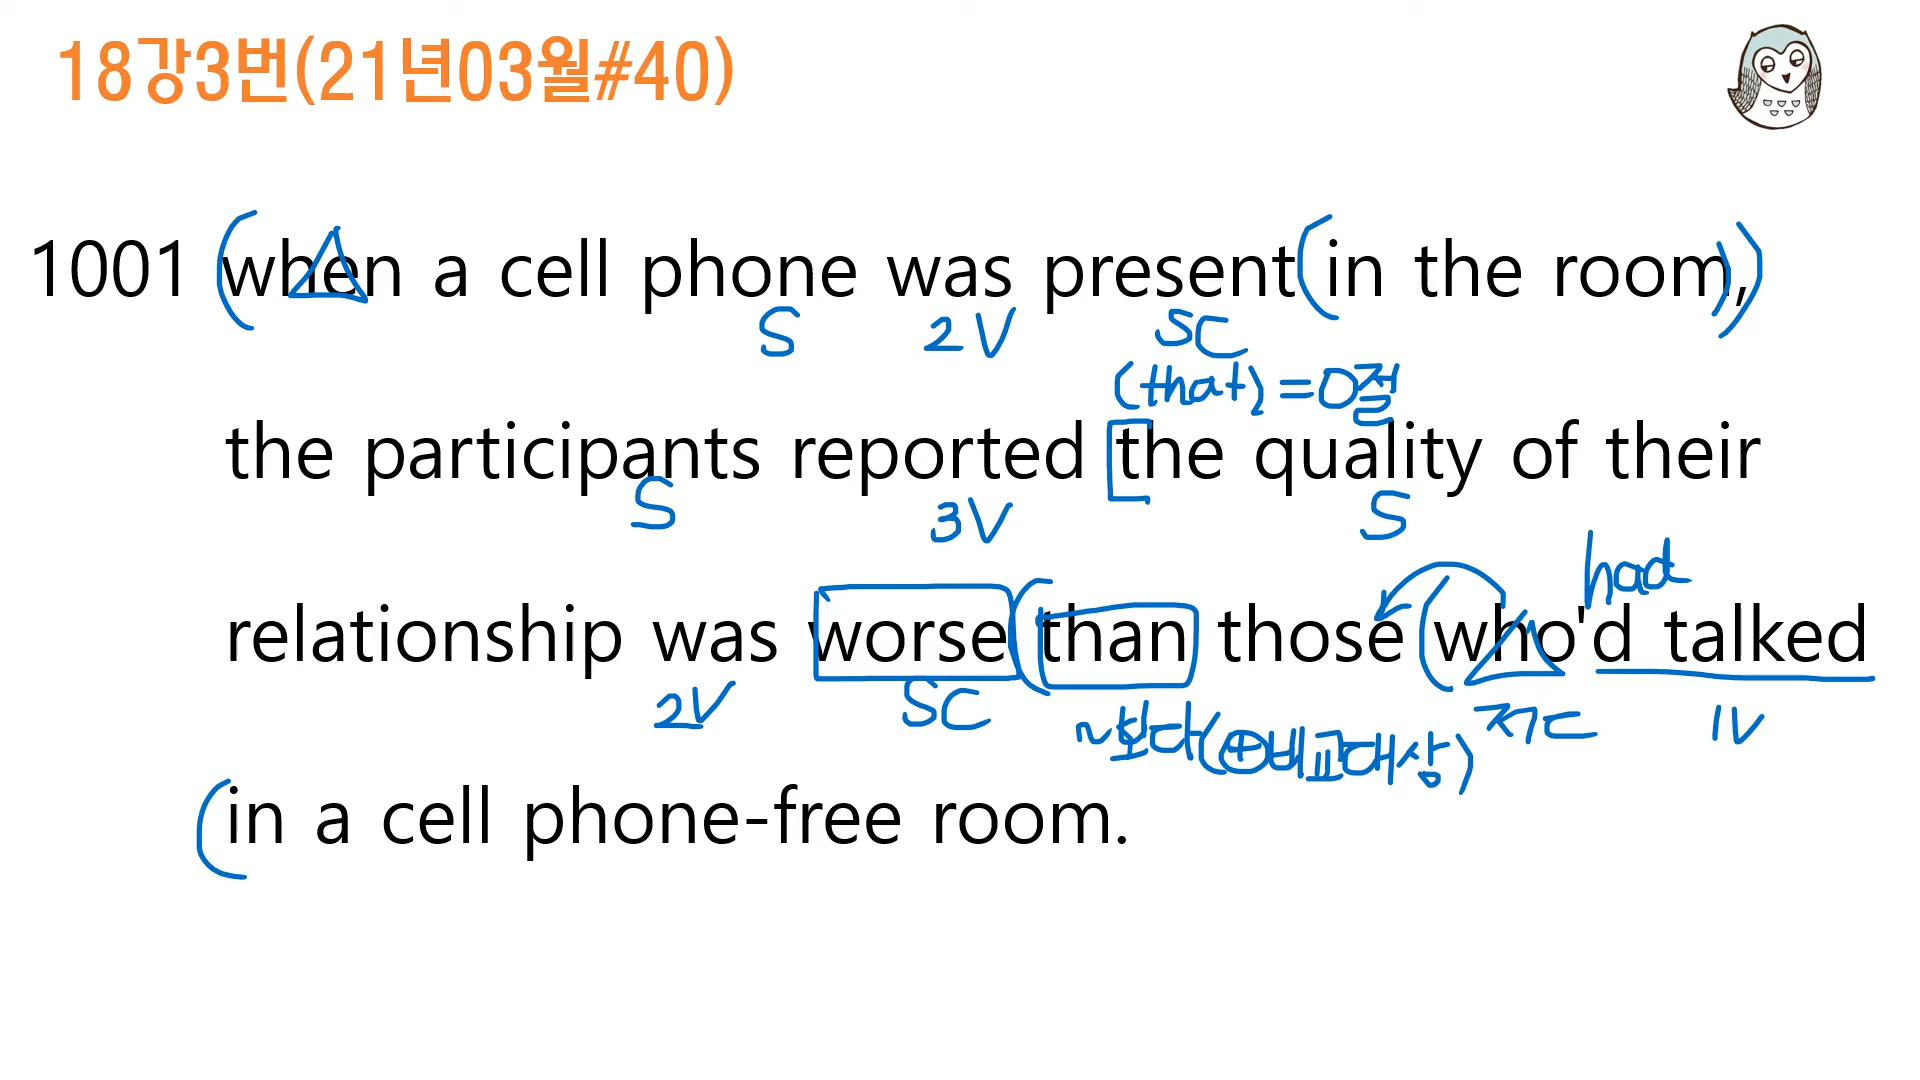 18강3번(21년03월#40)
1001 when a cell phone was present in the room,
S 2V SC
(that) = O절
the participants reported the quality of their
S 3V S
had
relationship was worse than those who'd talked
2V SC ~보다(⊕비교대상) 1V
in a cell phone-free room.